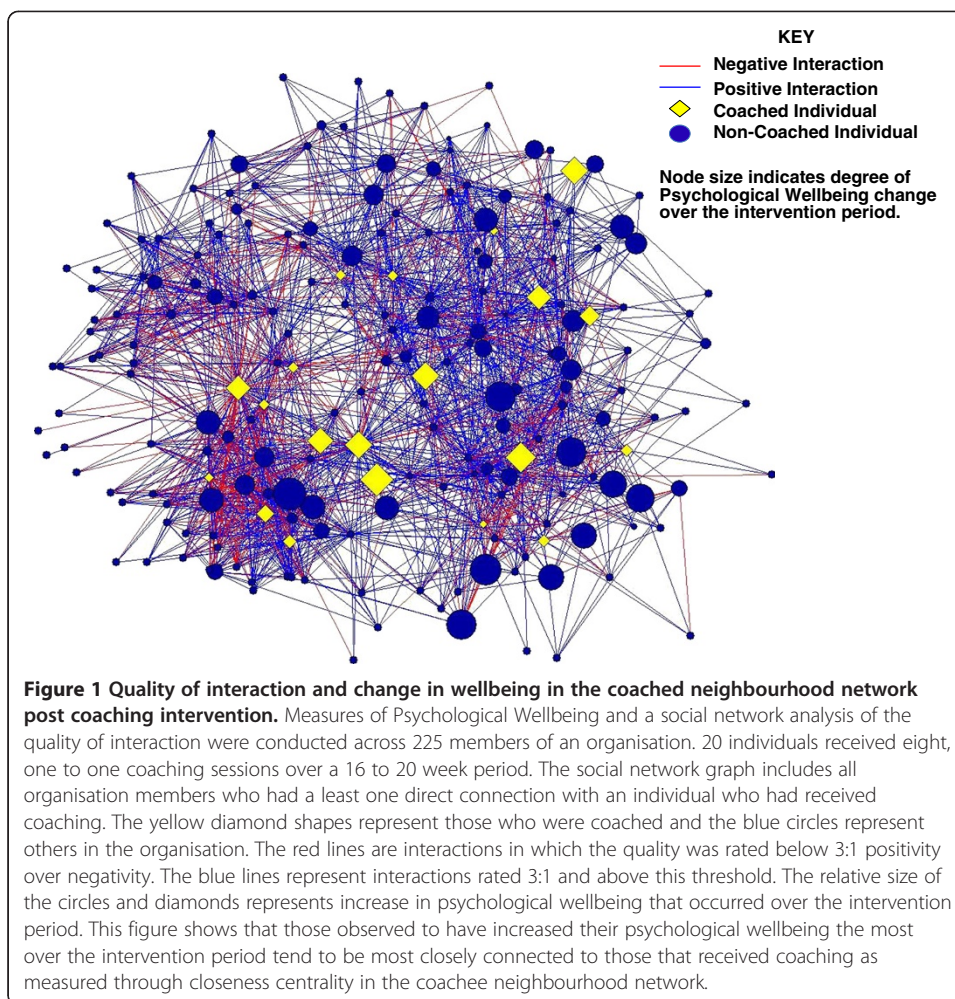 KEY
Negative Interaction
Positive Interaction
Coached Individual
Non-Coached Individual
Node size indicates degree of
Psychological Wellbeing change
over the intervention period.
Figure 1 Quality of interaction and change in wellbeing in the coached neighbourhood network
post coaching intervention. Measures of Psychological Wellbeing and a social network analysis of the
quality of interaction were conducted across 225 members of an organisation. 20 individuals received eight,
one to one coaching sessions over a 16 to 20 week period. The social network graph includes all
organisation members who had a least one direct connection with an individual who had received
coaching. The yellow diamond shapes represent those who were coached and the blue circles represent
others in the organisation. The red lines are interactions in which the quality was rated below 3:1 positivity
over negativity. The blue lines represent interactions rated 3:1 and above this threshold. The relative size of
the circles and diamonds represents increase in psychological wellbeing that occurred over the intervention
period. This figure shows that those observed to have increased their psychological wellbeing the most
over the intervention period tend to be most closely connected to those that received coaching as
measured through closeness centrality in the coachee neighbourhood network.